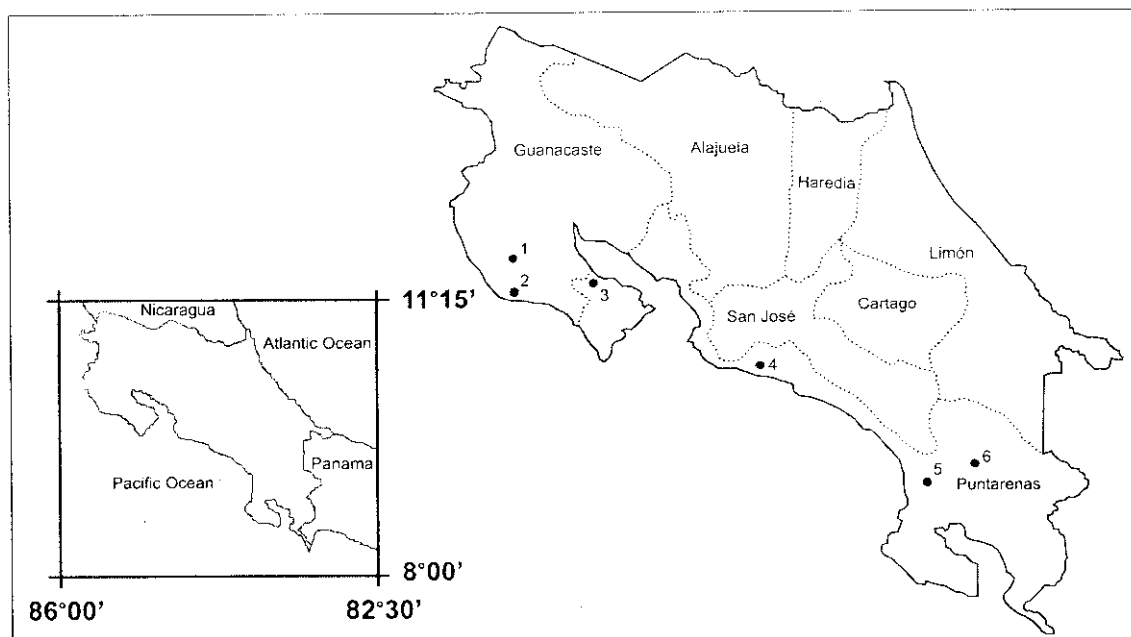 Guanacaste
Alajuela
Haredia
Limón
1
2
3
San José
Cartago
4
5
6
Puntarenas
Nicaragua
Atlantic Ocean
Panama
Pacific Ocean
11°15'
8°00'
86°00'
82°30'